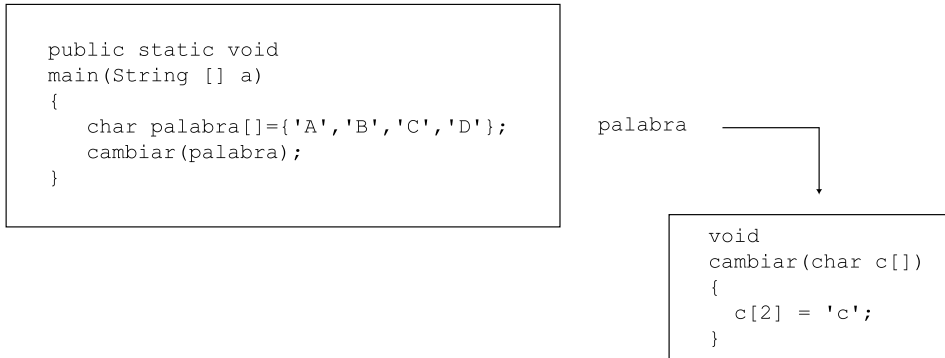 public static void
main(String [] a)
{
char palabra[]={'A','B','C','D'};
cambiar(palabra);
}
palabra
void
cambiar(char c[])
{
c[2] = 'c';
}